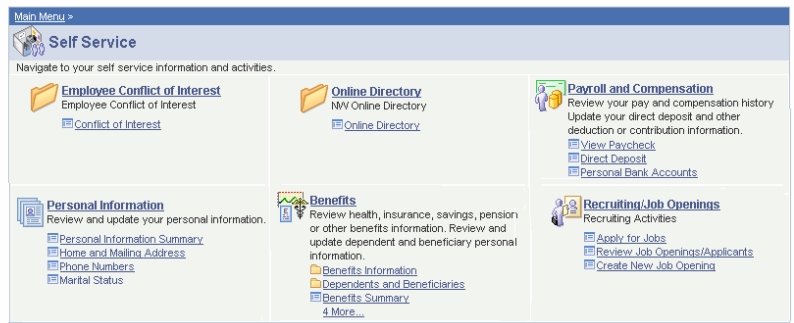 Main Menu >
Self Service
Navigate to your self service information and activities.
Employee Conflict of Interest
Employee Conflict of Interest
Conflict of Interest
Online Directory
NW Online Directory
Online Directory
Payroll and Compensation
Review your pay and compensation history
Update your direct deposit and other
deduction or contribution information.
View Paycheck
Direct Deposit
Personal Bank Accounts
Personal Information
Review and update your personal information.
Personal Information Summary
Home and Mailing Address
Phone Numbers
Marital Status
Benefits
Review health, insurance, savings, pension
or other benefits information. Review and
update dependent and beneficiary personal
information.
Benefits Information
Dependents and Beneficiaries
Benefits Summary
4 More...
Recruiting/Job Openings
Recruiting Activities
Apply for Jobs
Review Job Openings/Applicants
Create New Job Opening